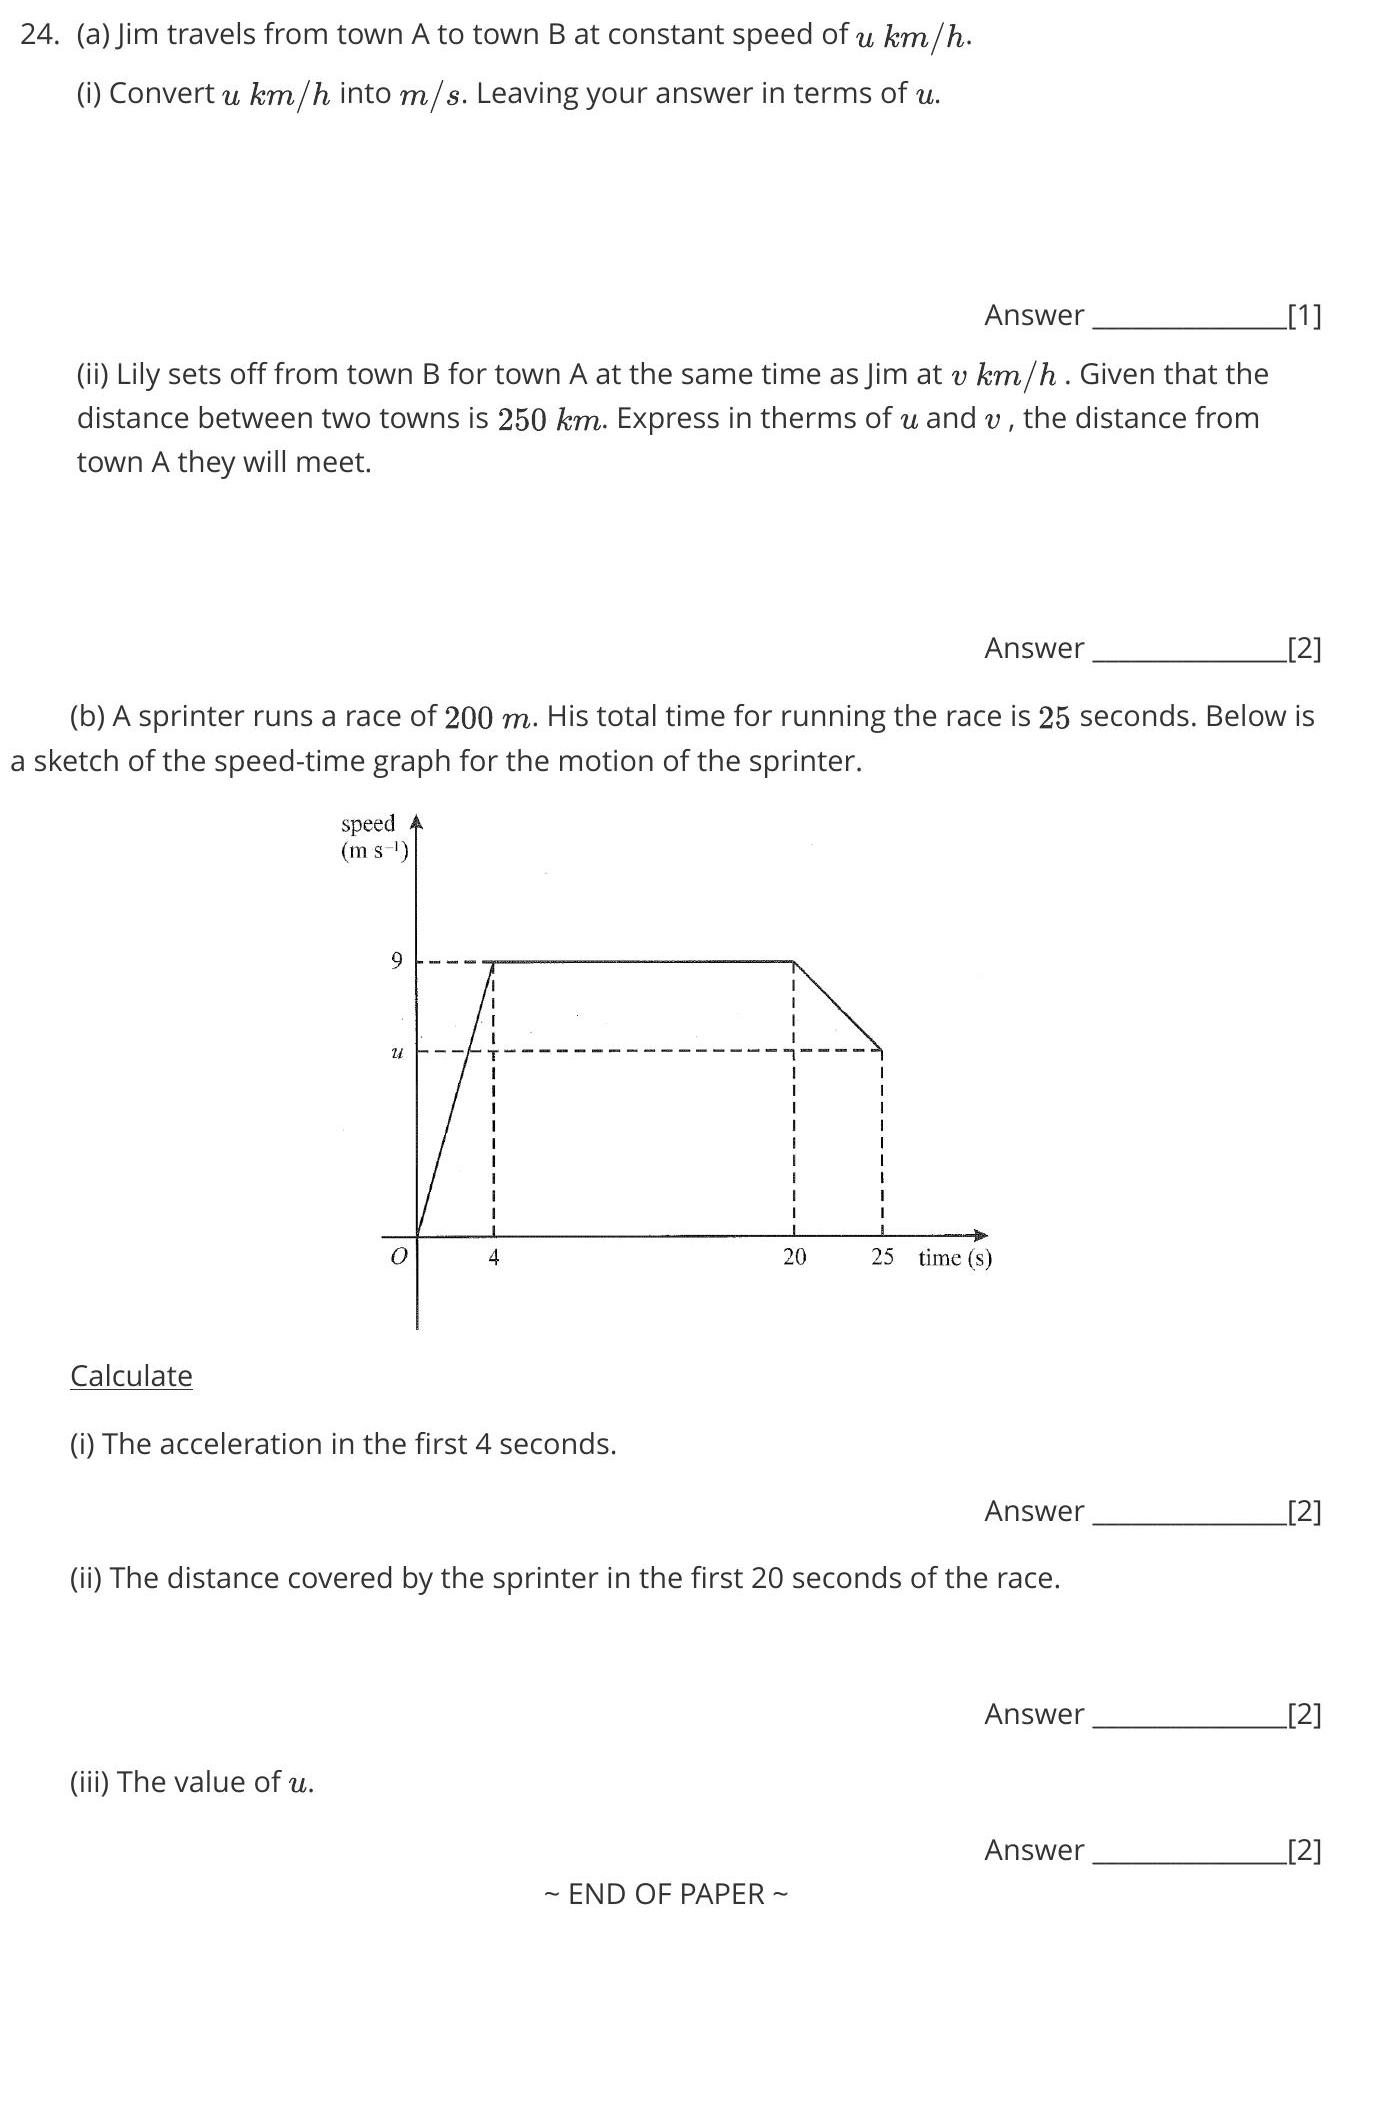 24. (a) Jim travels from town A to town B at constant speed of u km/h.
(i) Convert u km/h into m/s. Leaving your answer in terms of u.
Answer ____________[1]
(ii) Lily sets off from town B for town A at the same time as Jim at v km/h . Given that the
distance between two towns is 250 km. Express in therms of u and v , the distance from
town A they will meet.
Answer ____________[2]
(b) A sprinter runs a race of 200 m. His total time for running the race is 25 seconds. Below is
a sketch of the speed-time graph for the motion of the sprinter.
speed
(m s⁻¹)
9
u
O 4 20 25 time (s)
Calculate
(i) The acceleration in the first 4 seconds.
Answer ____________[2]
(ii) The distance covered by the sprinter in the first 20 seconds of the race.
Answer ____________[2]
(iii) The value of u.
Answer ____________[2]
~ END OF PAPER ~